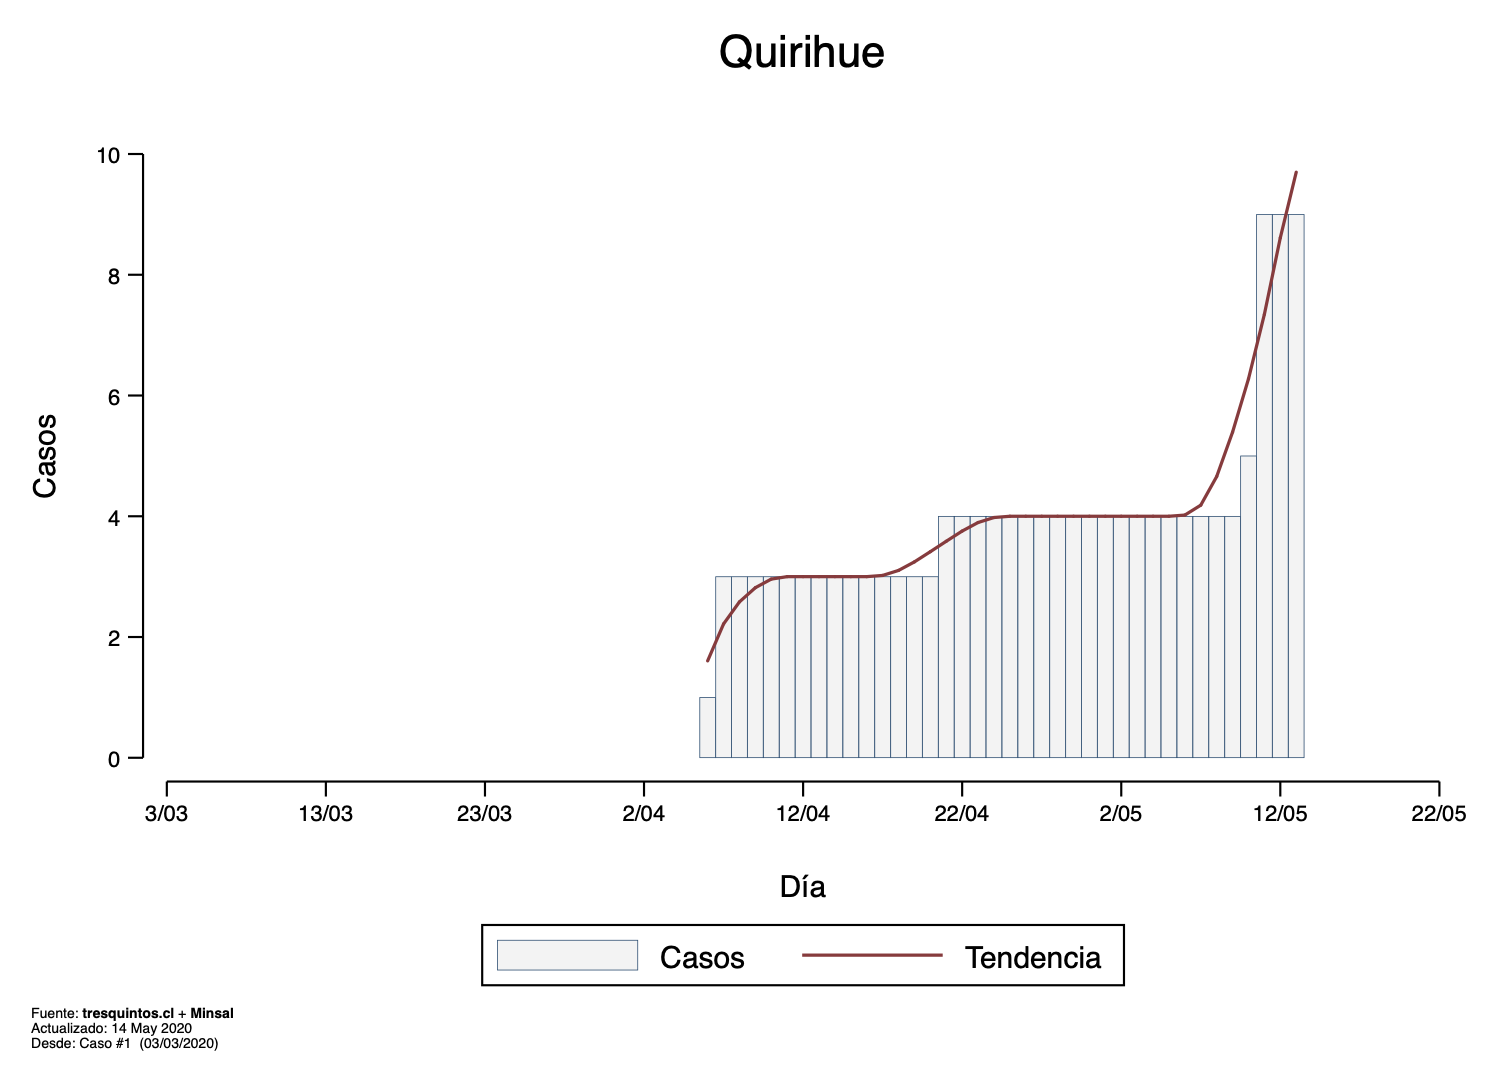 Quirihue
10
8
6
4
2
0
Casos
3/03 13/03 23/03 2/04 12/04 22/04 2/05 12/05 22/05
Día
Casos Tendencia
Fuente: tresquintos.cl + Minsal
Actualizado: 14 May 2020
Desde: Caso #1 (03/03/2020)